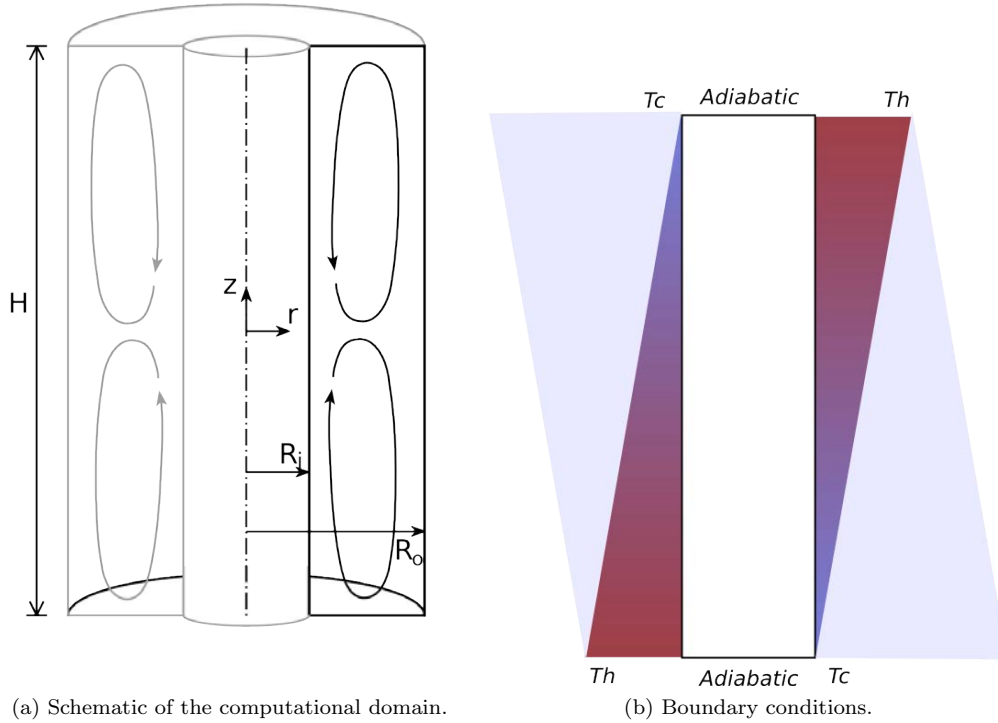 H
z
r
R_i
R_o
Tc
Adiabatic
Th
Th
Adiabatic
Tc
(a) Schematic of the computational domain.
(b) Boundary conditions.